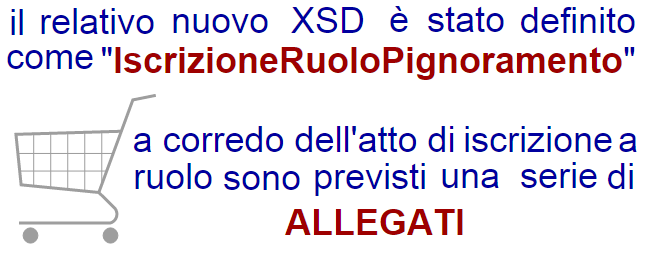 il relativo nuovo XSD è stato definito
come "IscrizioneRuoloPignoramento"
a corredo dell'atto di iscrizione a
ruolo sono previsti una serie di
ALLEGATI